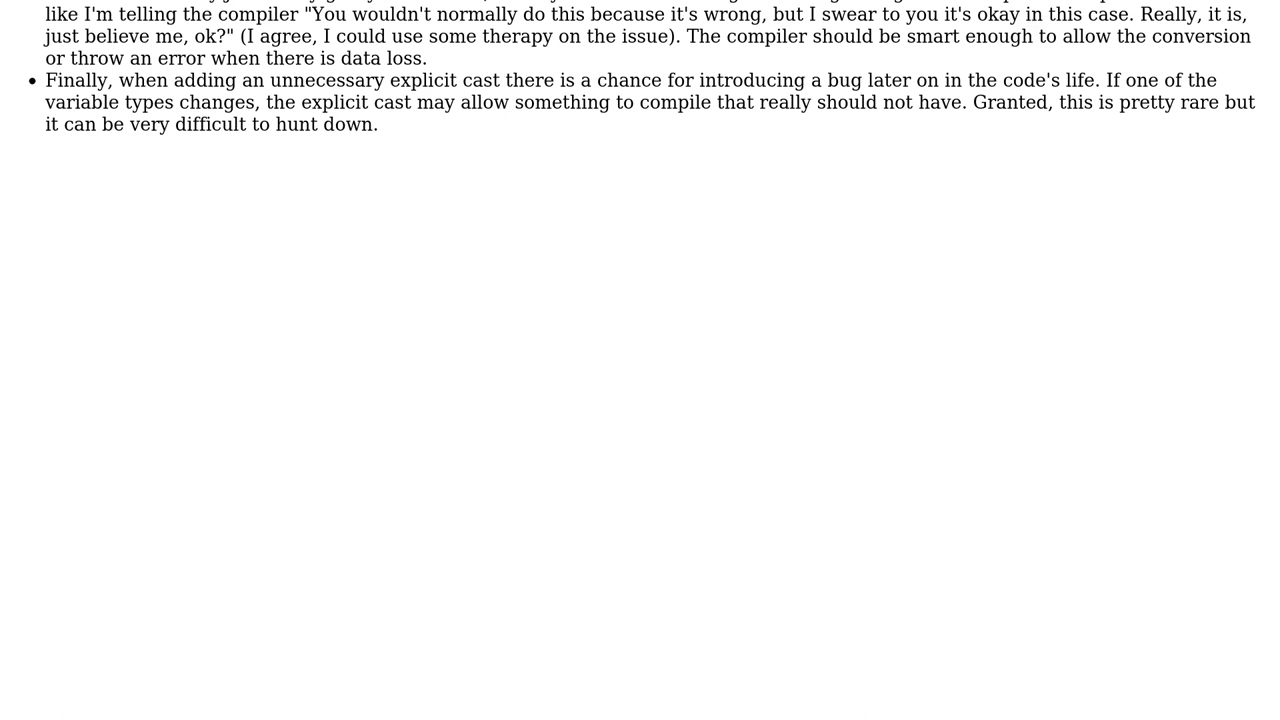 like I'm telling the compiler "You wouldn't normally do this because it's wrong, but I swear to you it's okay in this case. Really, it is,
just believe me, ok?" (I agree, I could use some therapy on the issue). The compiler should be smart enough to allow the conversion
or throw an error when there is data loss.
• Finally, when adding an unnecessary explicit cast there is a chance for introducing a bug later on in the code's life. If one of the
variable types changes, the explicit cast may allow something to compile that really should not have. Granted, this is pretty rare but
it can be very difficult to hunt down.